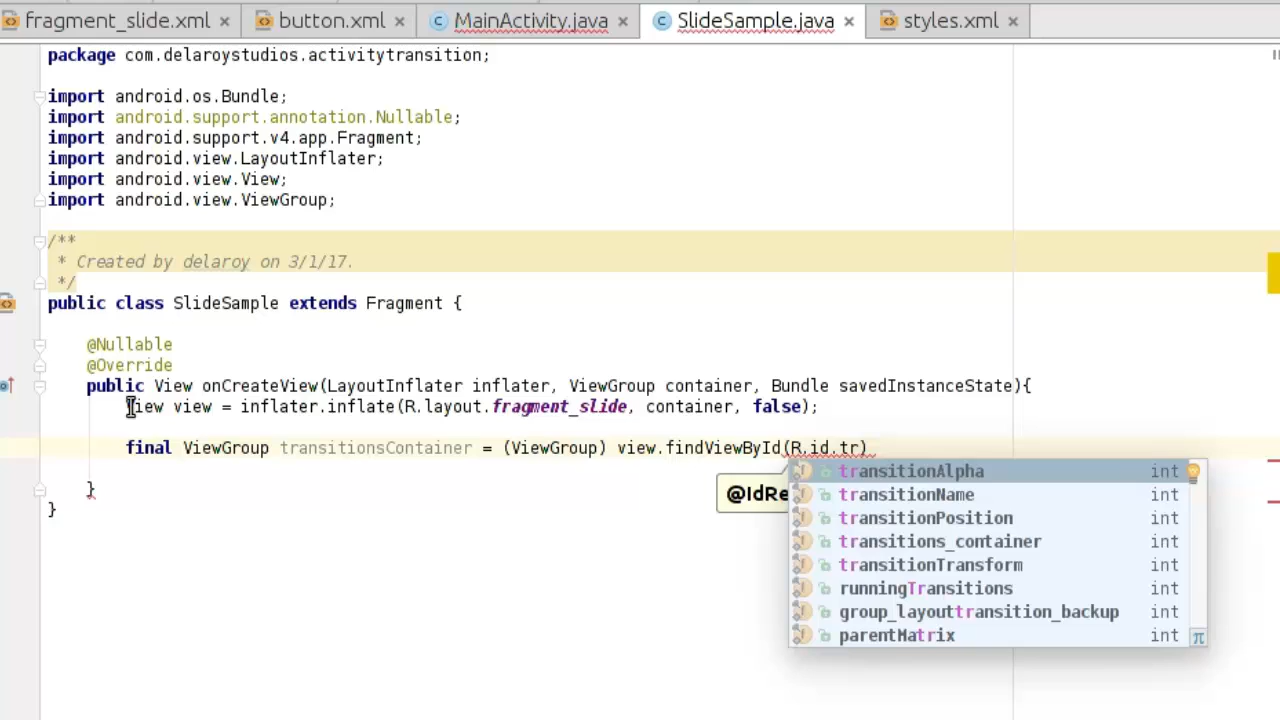 fragment_slide.xml × button.xml × MainActivity.java × SlideSample.java × styles.xml ×
package com.delaroystudios.activitytransition;
import android.os.Bundle;
import android.support.annotation.Nullable;
import android.support.v4.app.Fragment;
import android.view.LayoutInflater;
import android.view.View;
import android.view.ViewGroup;
/**
* Created by delaroy on 3/1/17.
*/
public class SlideSample extends Fragment {
@Nullable
@Override
public View onCreateView(LayoutInflater inflater, ViewGroup container, Bundle savedInstanceState){
View view = inflater.inflate(R.layout.fragment_slide, container, false);
final ViewGroup transitionsContainer = (ViewGroup) view.findViewById(R.id.tr)
transitionAlpha int
}
@IdRe
transitionName int
}
transitionPosition int
transitions_container int
transitionTransform int
runningTransitions int
group_layouttransition_backup int
parentMatrix int
π